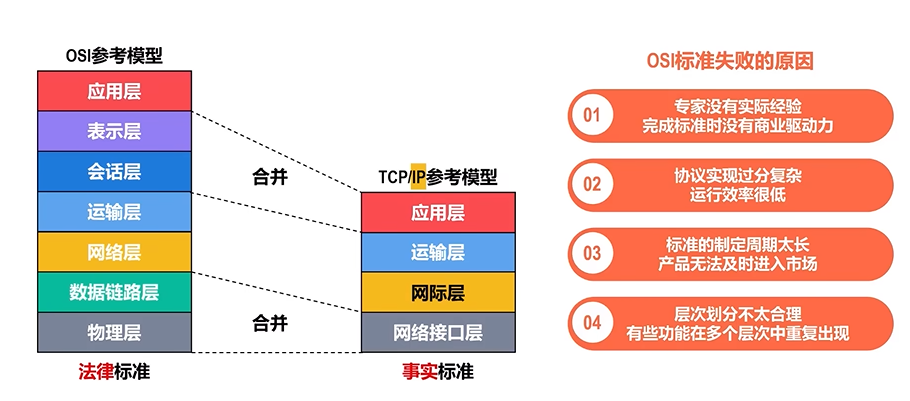 OSI参考模型
应用层
表示层
会话层
运输层
网络层
数据链路层
物理层
法律标准
合并
合并
TCP/IP参考模型
应用层
运输层
网际层
网络接口层
事实标准
OSI标准失败的原因
01
专家没有实际经验
完成标准时没有商业驱动力
02
协议实现过分复杂
运行效率很低
03
标准的制定周期太长
产品无法及时进入市场
04
层次划分不太合理
有些功能在多个层次中重复出现